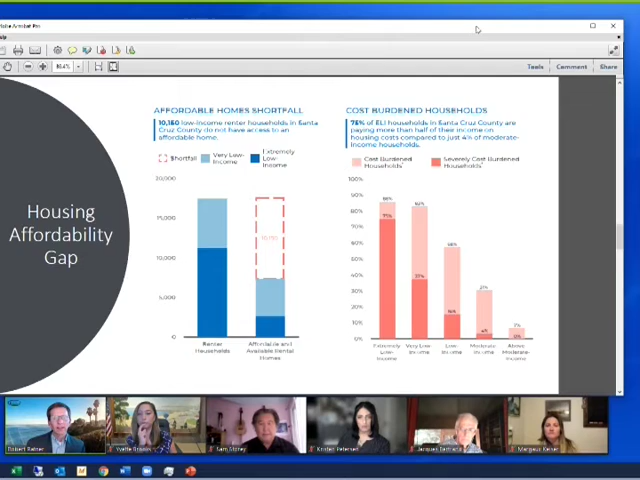 Tools
Comment
Share
Housing
Affordability
Gap
AFFORDABLE HOMES SHORTFALL
10,150 low-income renter households in Santa
Cruz County do not have access to an
affordable home.
Shortfall
Very Low-
Income
Extremely
Low-
Income
20,000
15,000
10,000
5,000
0
Renter
Households
Affordable and
Available Rental
Homes
COST BURDENED HOUSEHOLDS
75% of ELI households in Santa Cruz County are
paying more than half of their income on
housing costs compared to just 4% of moderate-
income households.
Cost Burdened
Households
Severely Cost Burdened
Households
100%
90%
80%
70%
60%
50%
40%
30%
20%
10%
0%
Extremely
Low-
Income
Very Low-
Income
Low-
Income
Moderate
Income
Above
Moderate-
Income
Robert Ratner
Yvette Brooks
Sam Storey
Kristen Petersen
Jacques Bertrand
Margaux Keiser